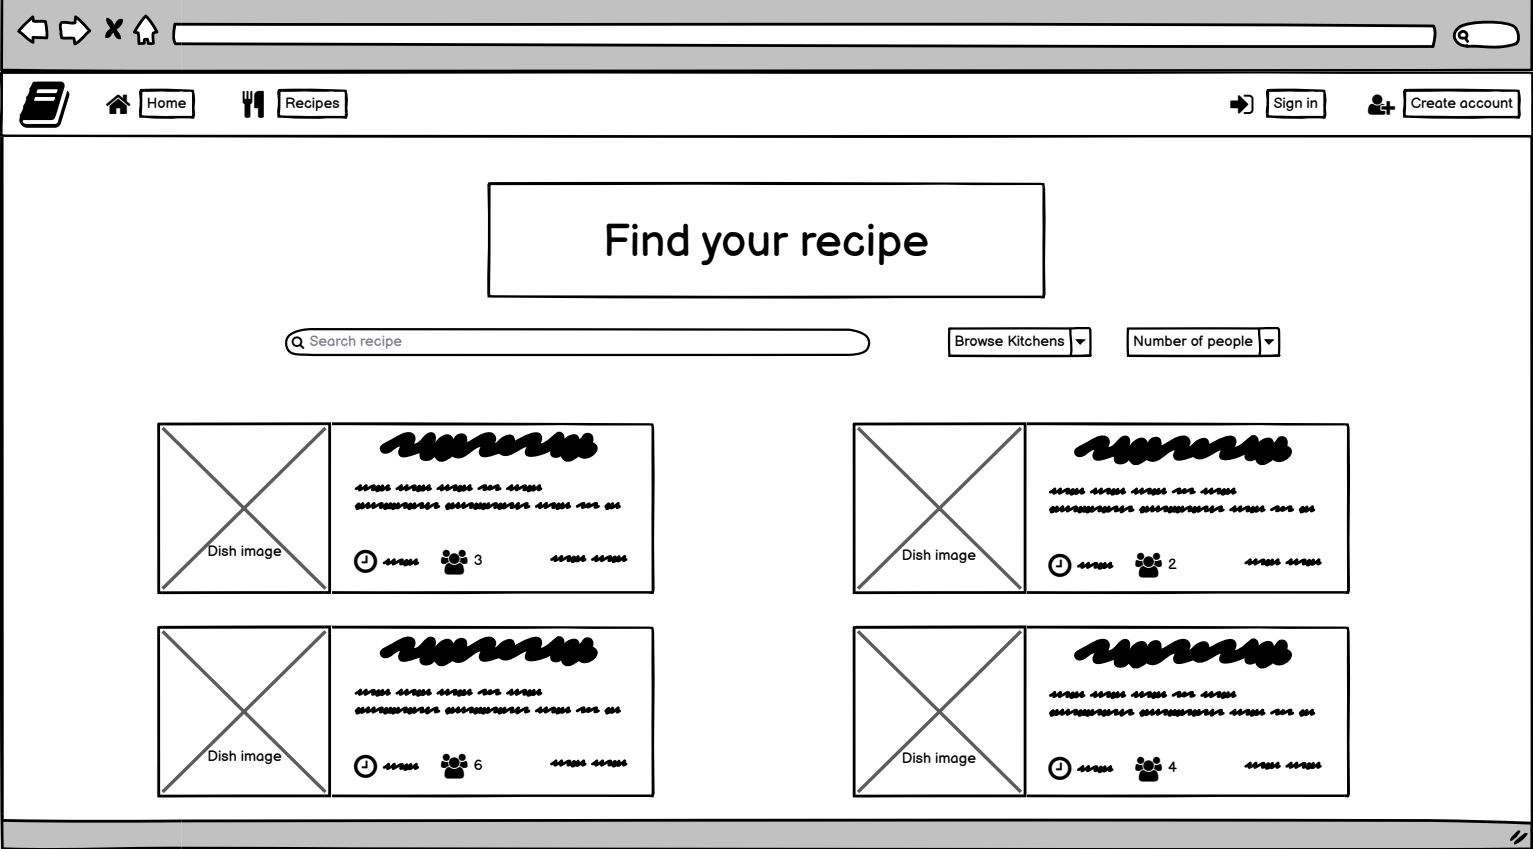 Home
Recipes
Sign in
Create account
Find your recipe
Search recipe
Browse Kitchens
Number of people
Dish image
3
Dish image
2
Dish image
6
Dish image
4